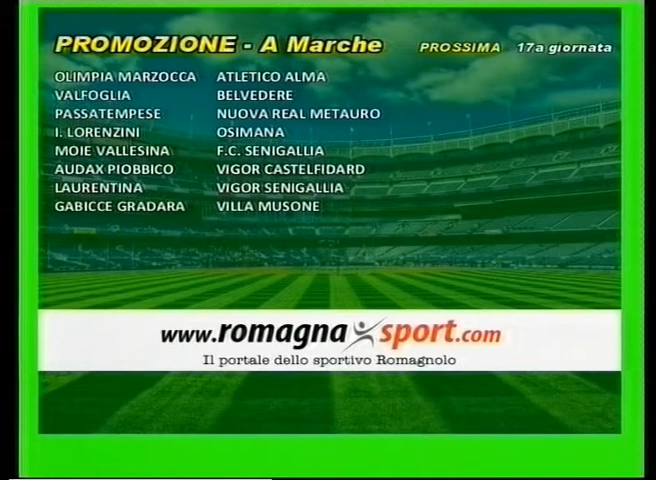 PROMOZIONE - A Marche PROSSIMA 17a giornata
OLIMPIA MARZOCCA ATLETICO ALMA
VALFOGLIA BELVEDERE
PASSATEMPESE NUOVA REAL METAURO
I. LORENZINI OSIMANA
MOIE VALLESINA F.C. SENIGALLIA
AUDAX PIOBBICO VIGOR CASTELFIDARD
LAURENTINA VIGOR SENIGALLIA
GABICCE GRADARA VILLA MUSONE
www.romagnasport.com
Il portale dello sportivo Romagnolo